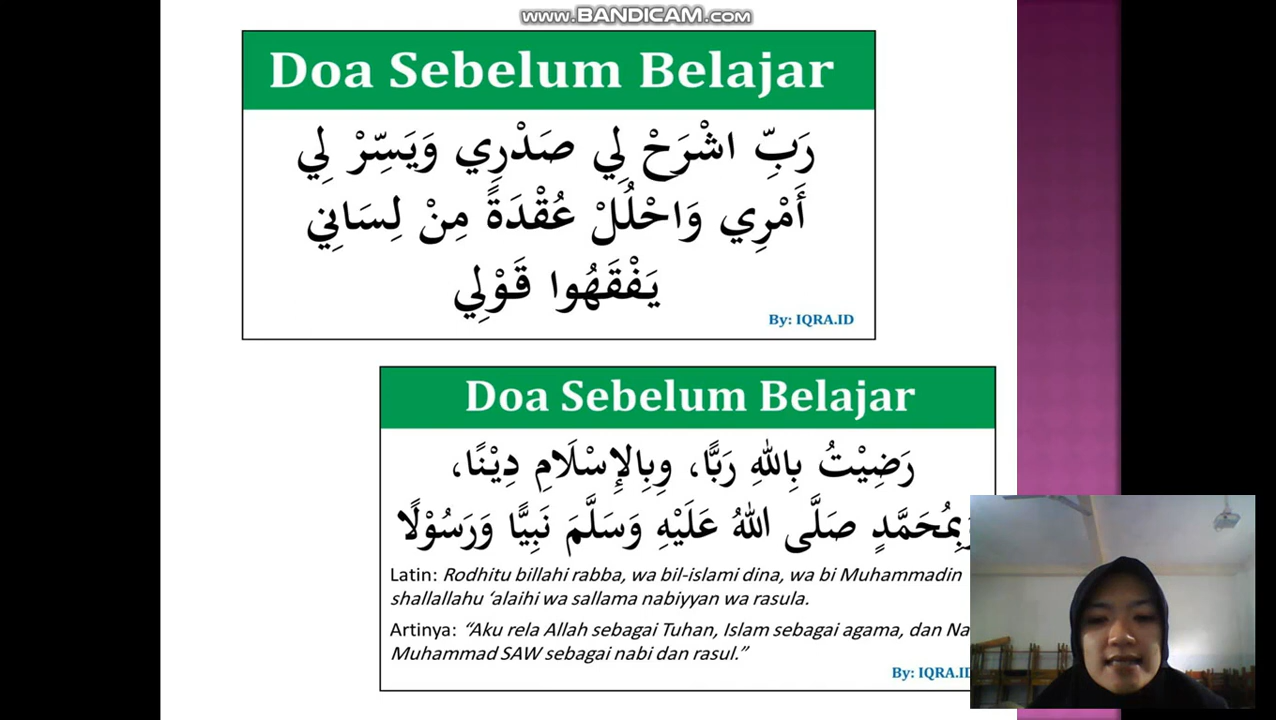 www.BANDICAM.com
Doa Sebelum Belajar
رَبِّ اشْرَحْ لِي صَدْرِي وَيَسِّرْ لِي
أَمْرِي وَاحْلُلْ عُقْدَةً مِنْ لِسَانِي
يَفْقَهُوا قَوْلِي
By: IQRA.ID
Doa Sebelum Belajar
رَضِيْتُ بِاللهِ رَبًّا، وَبِالإِسْلَامِ دِيْنًا،
وَبِمُحَمَّدٍ صَلَّى اللهُ عَلَيْهِ وَسَلَّمَ نَبِيًّا وَرَسُوْلًا
Latin: Rodhitu billahi rabba, wa bil-islami dina, wa bi Muhammadin
shallallahu ‘alaihi wa sallama nabiyyan wa rasula.
Artinya: “Aku rela Allah sebagai Tuhan, Islam sebagai agama, dan Na
Muhammad SAW sebagai nabi dan rasul.”
By: IQRA.ID